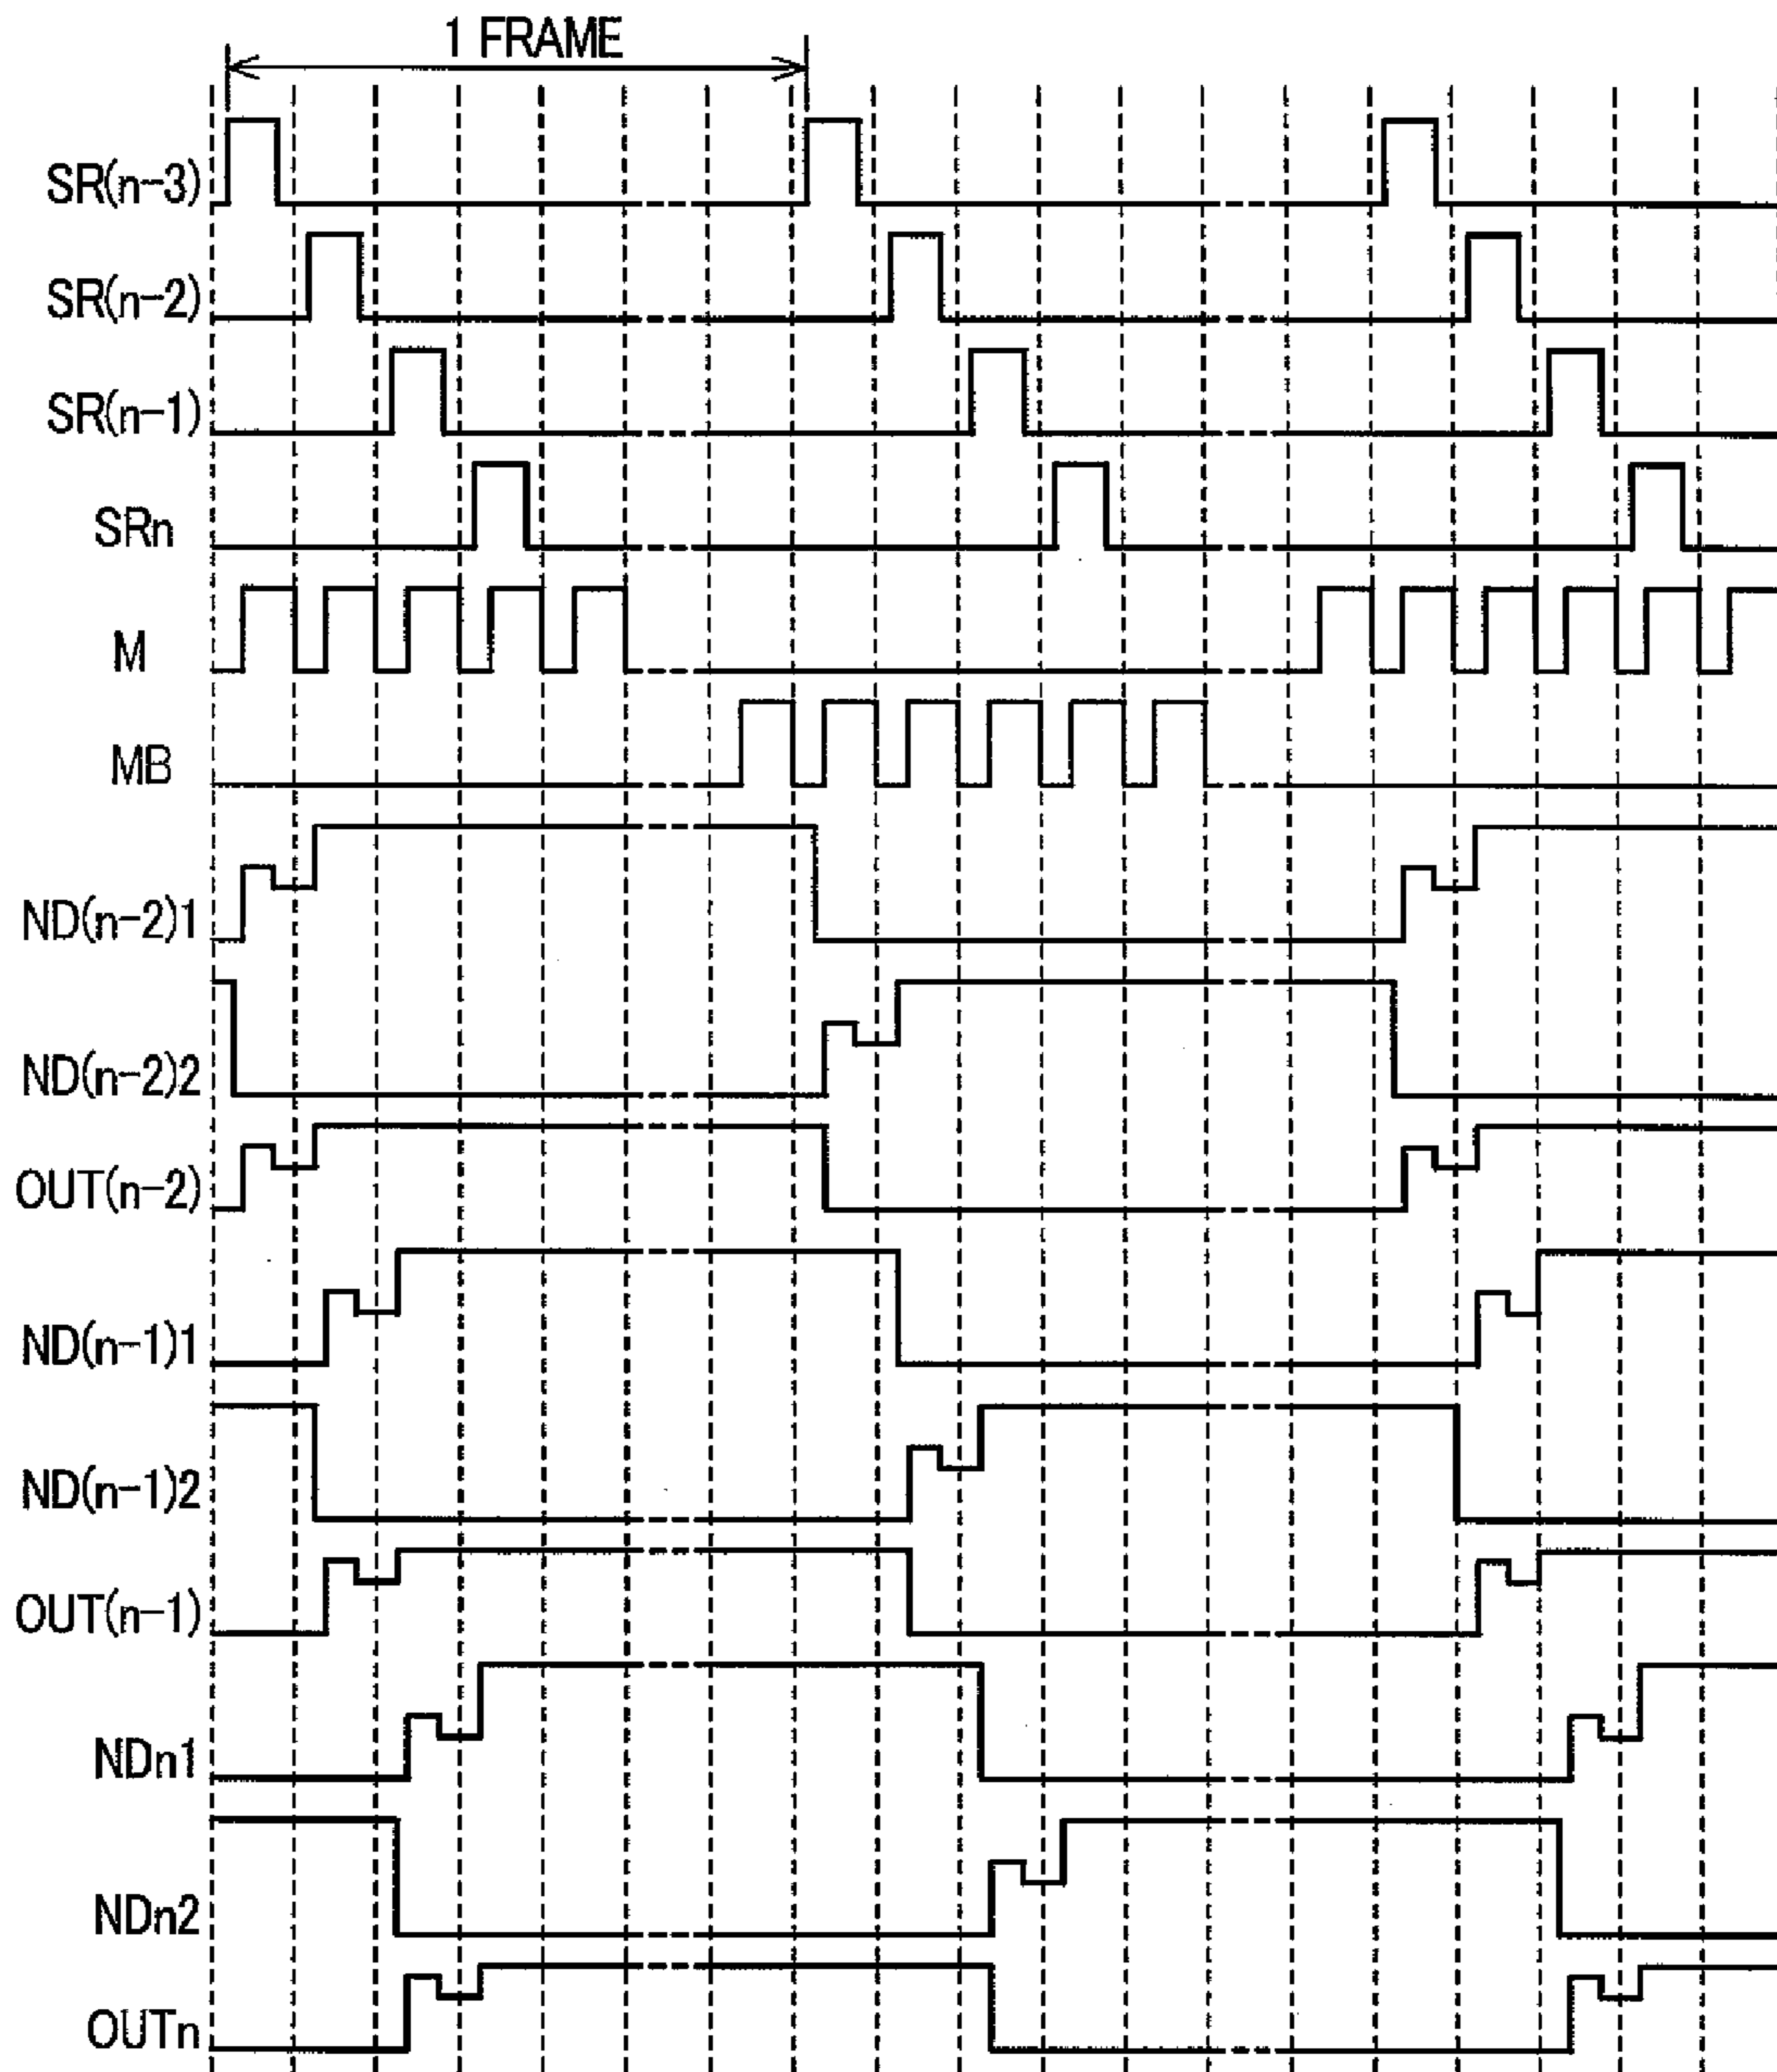 1 FRAME
SR(n-3)
SR(n-2)
SR(n-1)
SRn
M
MB
ND(n-2)1
ND(n-2)2
OUT(n-2)
ND(n-1)1
ND(n-1)2
OUT(n-1)
NDn1
NDn2
OUTn